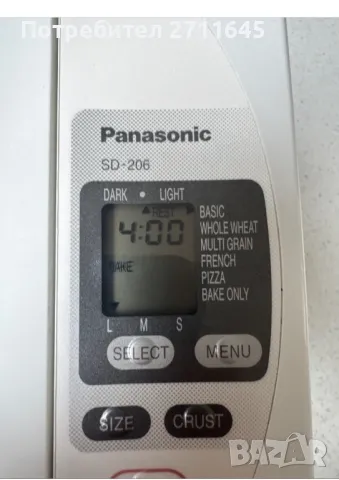 Потребител 2711645
Panasonic
SD-206
DARK • LIGHT
REST
4:00
BAKE
BASIC
WHOLE WHEAT
MULTI GRAIN
FRENCH
PIZZA
BAKE ONLY
L M S
SELECT MENU
SIZE CRUST
BAZAR